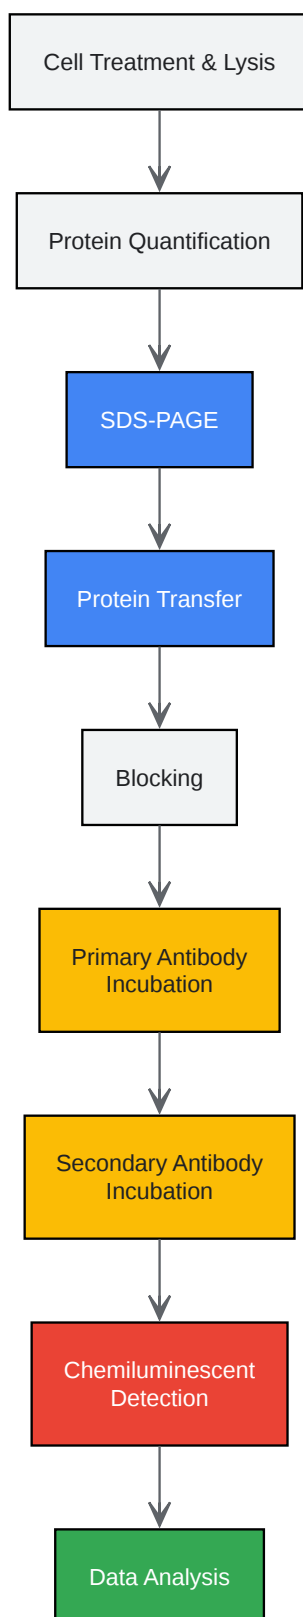 Cell Treatment & Lysis
Protein Quantification
SDS-PAGE
Protein Transfer
Blocking
Primary Antibody
Incubation
Secondary Antibody
Incubation
Chemiluminescent
Detection
Data Analysis